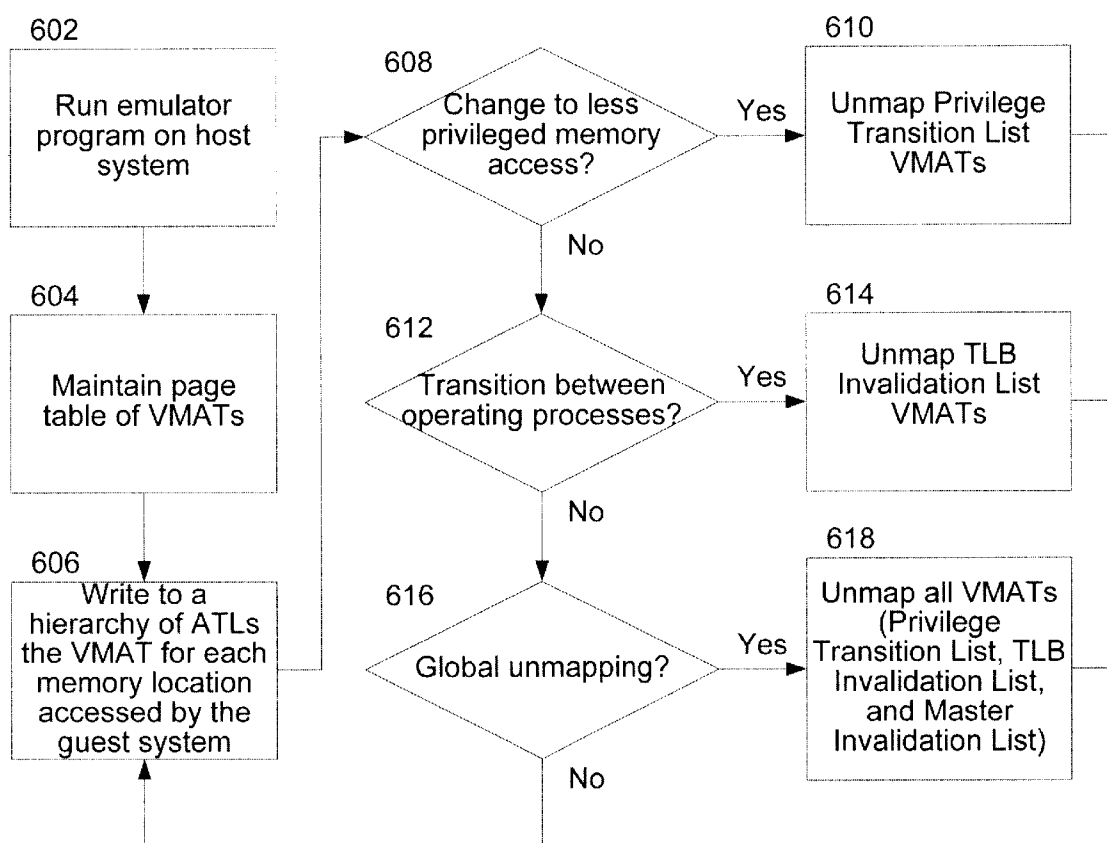 602
Run emulator
program on host
system
604
Maintain page
table of VMATs
606
Write to a
hierarchy of ATLs
the VMAT for each
memory location
accessed by the
guest system
608
Change to less
privileged memory
access?
Yes
No
610
Unmap Privilege
Transition List
VMATs
612
Transition between
operating processes?
Yes
No
614
Unmap TLB
Invalidation List
VMATs
616
Global unmapping?
Yes
No
618
Unmap all VMATs
(Privilege
Transition List, TLB
Invalidation List,
and Master
Invalidation List)